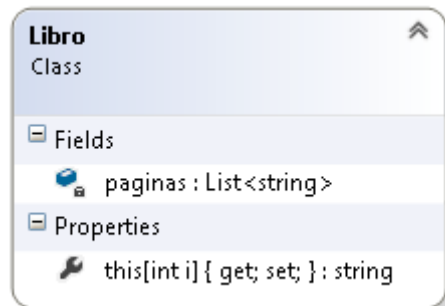 Libro
Class
Fields
paginas : List<string>
Properties
this[int i] { get; set; } : string